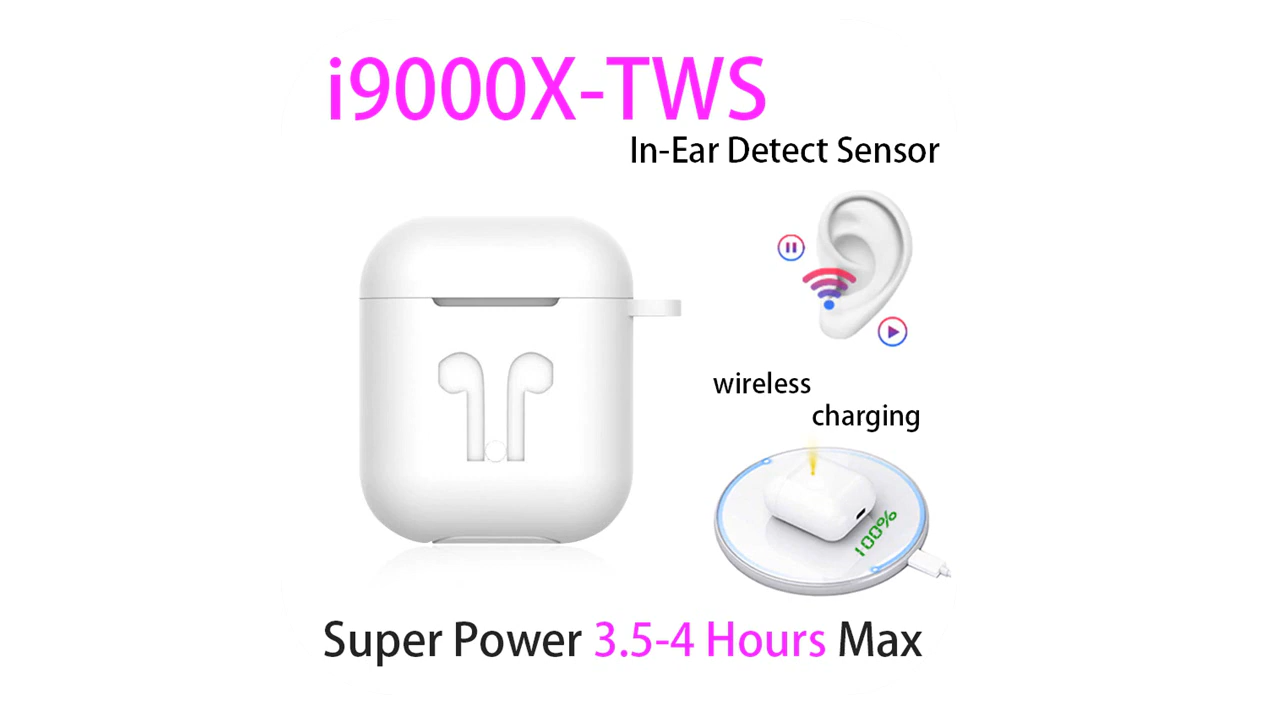 i9000X-TWS
In-Ear Detect Sensor
wireless
charging
100%
Super Power 3.5-4 Hours Max